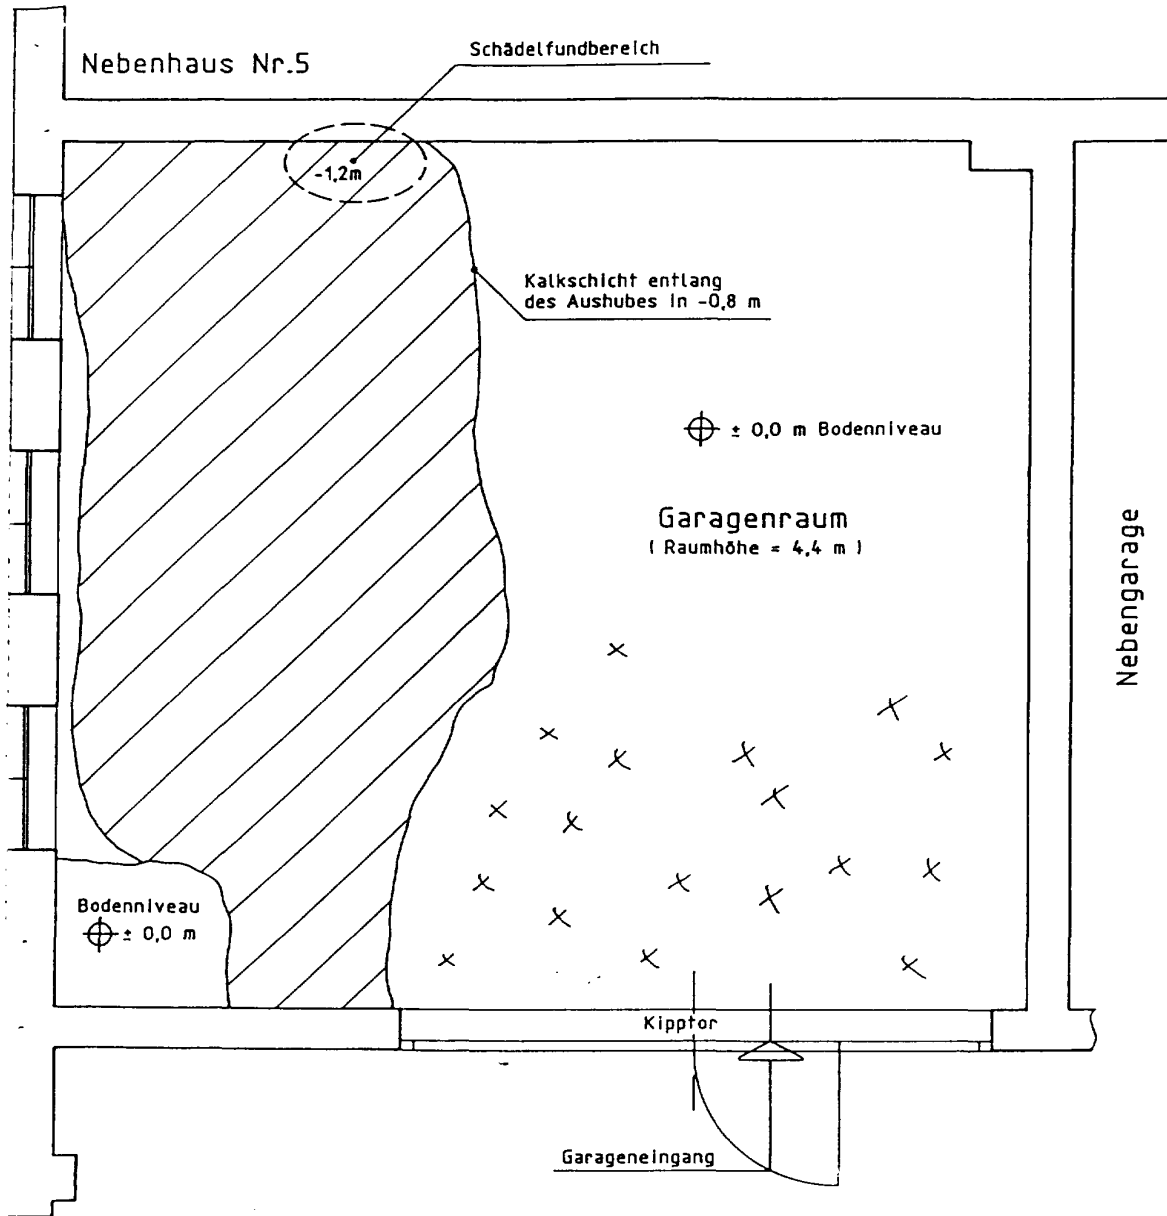 Schädelfundbereich
Nebenhaus Nr.5
-1,2m
Kalkschicht entlang
des Aushubes in -0,8 m
± 0,0 m Bodenniveau
Garagenraum
( Raumhöhe = 4,4 m )
Nebengarage
Bodenniveau
± 0,0 m
Kipptor
Garageneingang